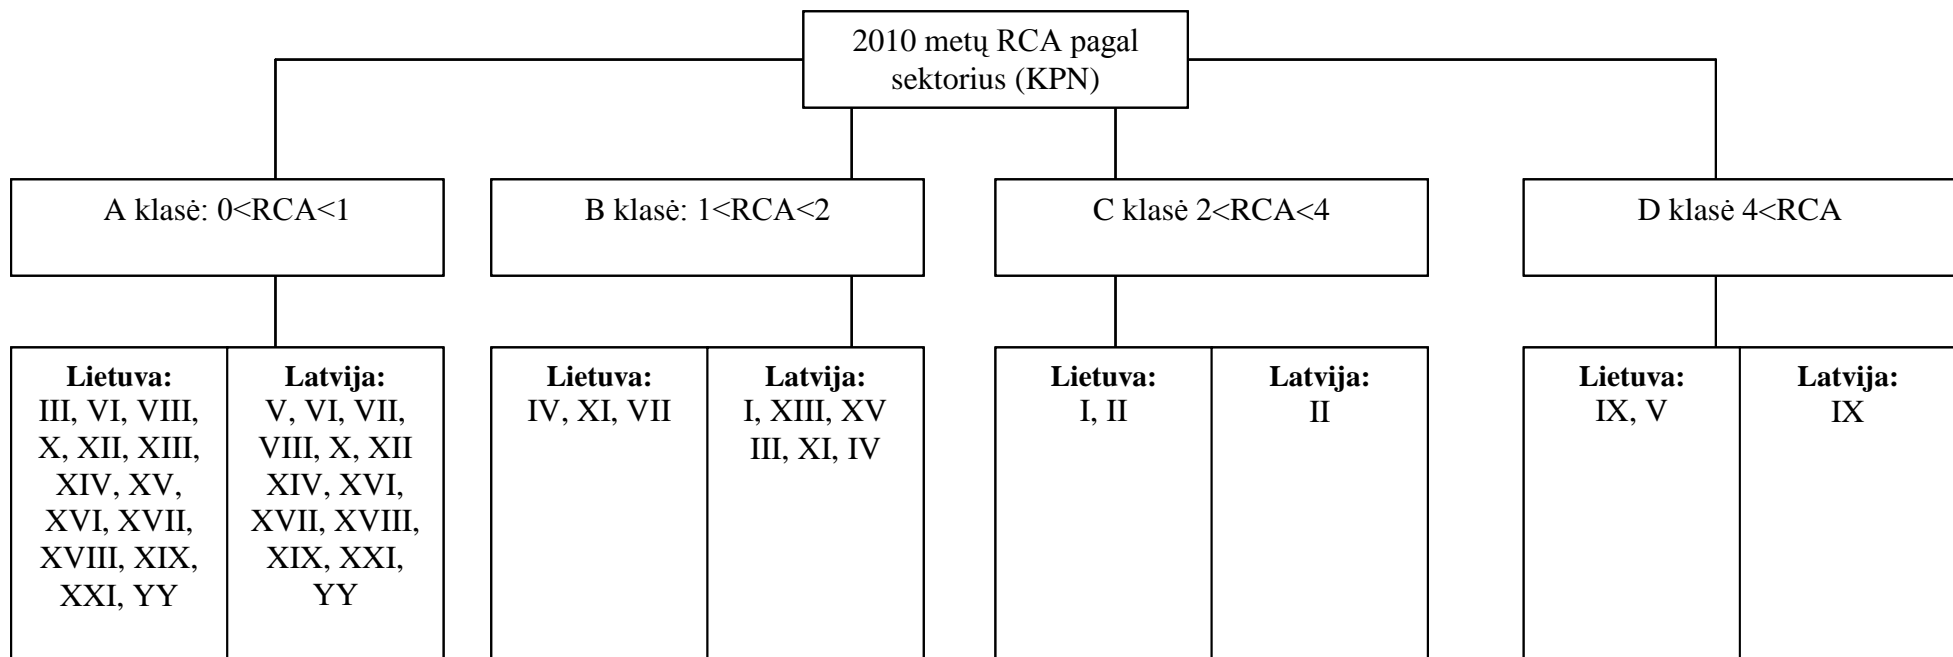 2010 metų RCA pagal
sektorius (KPN)
A klasė: 0<RCA<1
B klasė: 1<RCA<2
C klasė 2<RCA<4
D klasė 4<RCA
Lietuva:
III, VI, VIII,
X, XII, XIII,
XIV, XV,
XVI, XVII,
XVIII, XIX,
XXI, YY
Latvija:
V, VI, VII,
VIII, X, XII
XIV, XVI,
XVII, XVIII,
XIX, XXI,
YY
Lietuva:
IV, XI, VII
Latvija:
I, XIII, XV
III, XI, IV
Lietuva:
I, II
Latvija:
II
Lietuva:
IX, V
Latvija:
IX